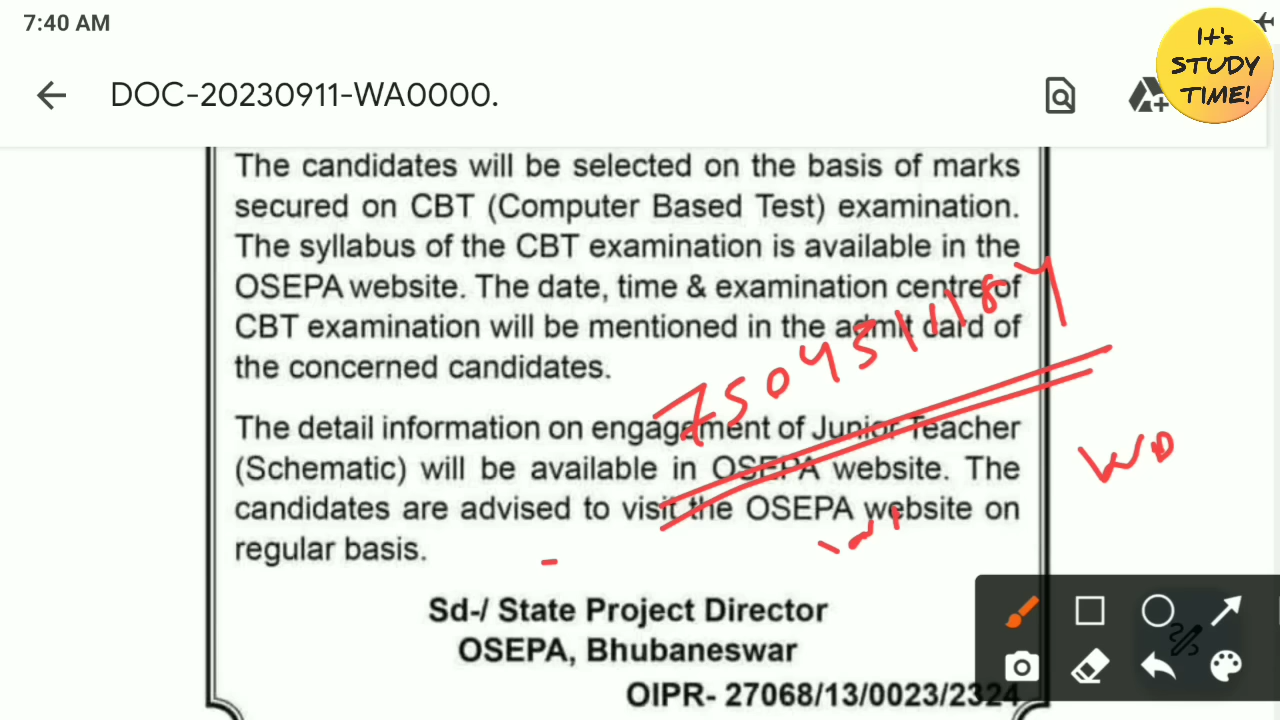 7:40 AM
It's
STUDY
TIME!
DOC-20230911-WA0000.
The candidates will be selected on the basis of marks
secured on CBT (Computer Based Test) examination.
The syllabus of the CBT examination is available in the
OSEPA website. The date, time & examination centre of
CBT examination will be mentioned in the admit card of
the concerned candidates.
7504511184
The detail information on engagement of Junior Teacher
(Schematic) will be available in OSEPA website. The
candidates are advised to visit the OSEPA website on
regular basis.
Sd-/ State Project Director
OSEPA, Bhubaneswar
OIPR- 27068/13/0023/2324